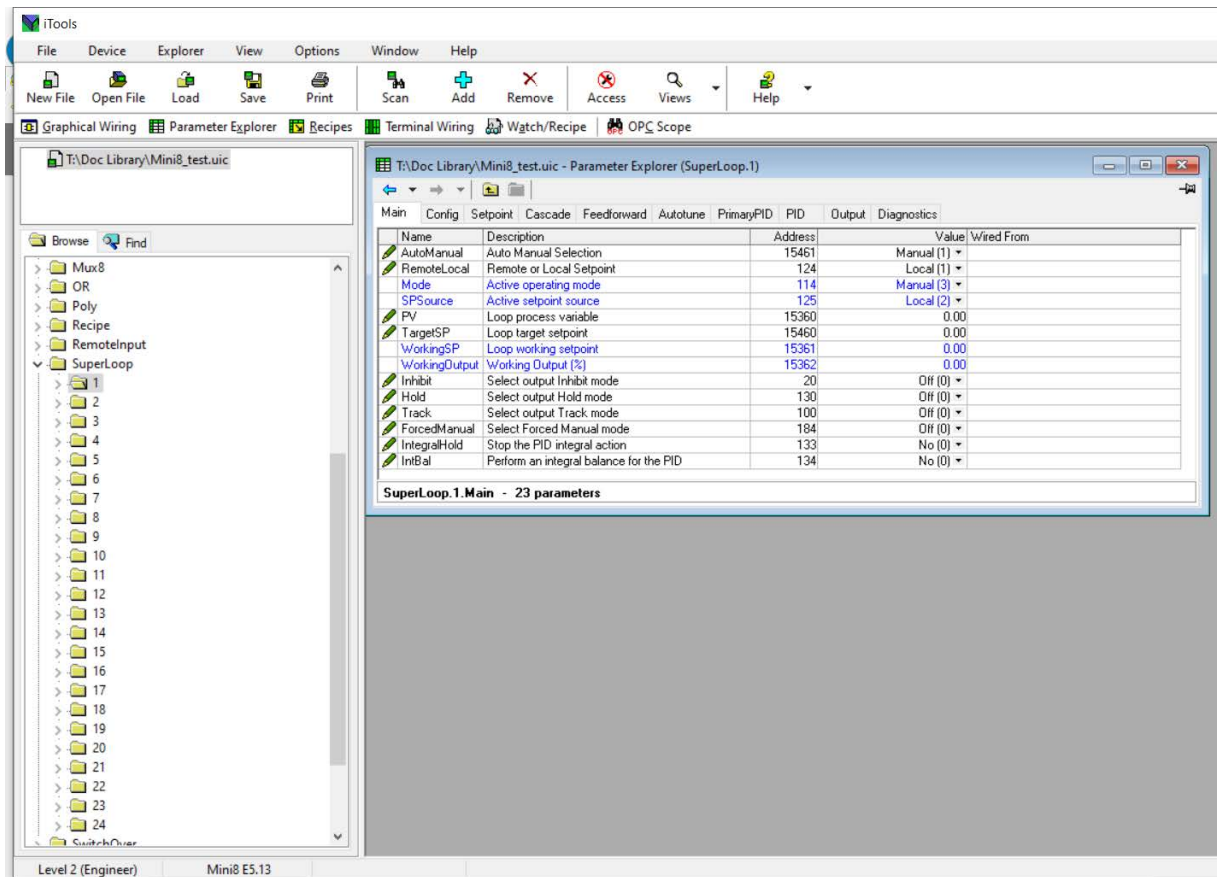 iTools
File Device Explorer View Options Window Help
New File Open File Load Save Print Scan Add Remove Access Views Help
Graphical Wiring Parameter Explorer Recipes Terminal Wiring Watch/Recipe OPC Scope
T:\Doc Library\Mini8_test.uic
Browse Find
Mux8
OR
Poly
Recipe
RemoteInput
SuperLoop
1
2
3
4
5
6
7
8
9
10
11
12
13
14
15
16
17
18
19
20
21
22
23
24
SwitchOver
T:\Doc Library\Mini8_test.uic - Parameter Explorer (SuperLoop.1)
Main Config Setpoint Cascade Feedforward Autotune PrimaryPID PID Output Diagnostics
Name Description Address Value Wired From
AutoManual Auto Manual Selection 15461 Manual (1)
RemoteLocal Remote or Local Setpoint 124 Local (1)
Mode Active operating mode 114 Manual (3)
SPSource Active setpoint source 125 Local (2)
PV Loop process variable 15360 0.00
TargetSP Loop target setpoint 15460 0.00
WorkingSP Loop working setpoint 15361 0.00
WorkingOutput Working Output (%) 15362 0.00
Inhibit Select output Inhibit mode 20 Off (0)
Hold Select output Hold mode 130 Off (0)
Track Select output Track mode 100 Off (0)
ForcedManual Select Forced Manual mode 184 Off (0)
IntegralHold Stop the PID integral action 133 No (0)
IntBal Perform an integral balance for the PID 134 No (0)
SuperLoop.1.Main - 23 parameters
Level 2 (Engineer) Mini8 E5.13